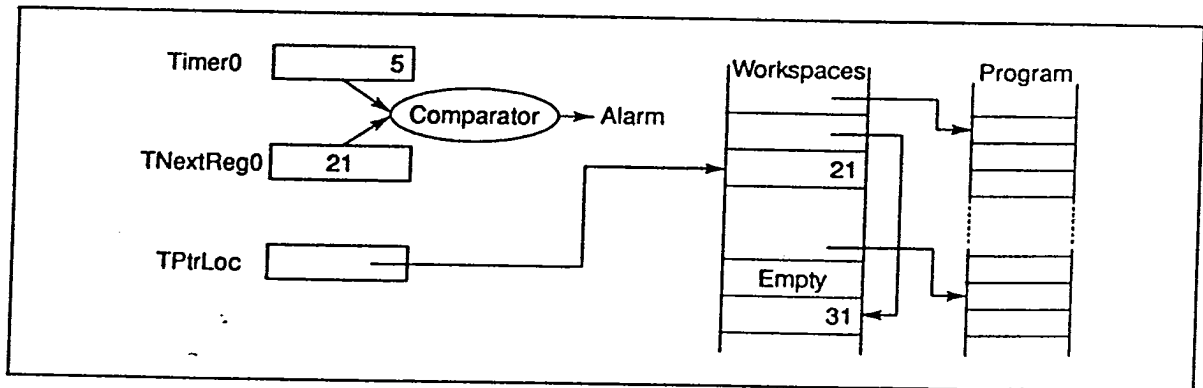 Timer0
5
Comparator
Alarm
TNextReg0
21
TPtrLoc
Workspaces
21
Empty
31
Program